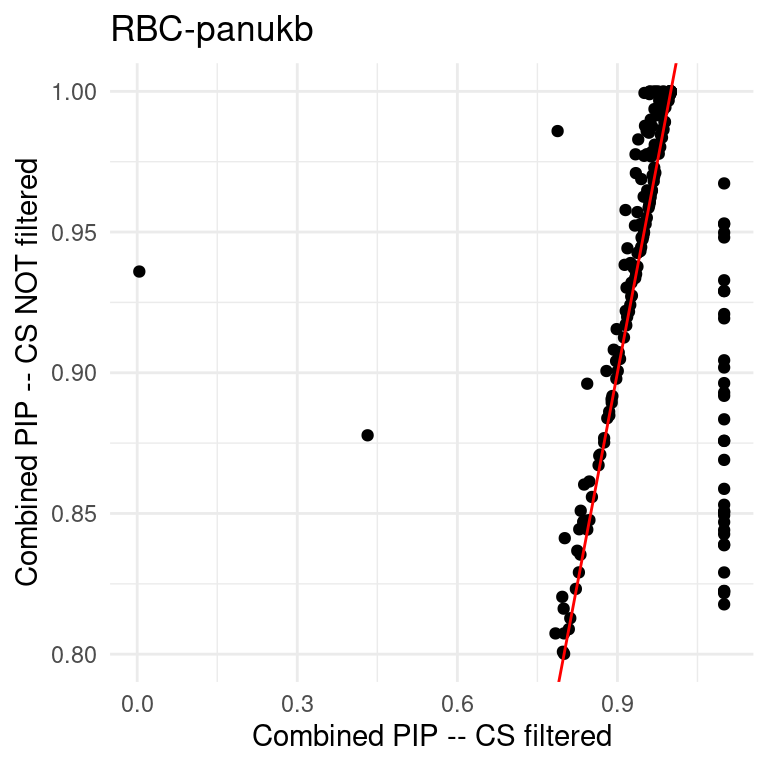 RBC-panukb
Combined PIP -- CS NOT filtered
1.00
0.95
0.90
0.85
0.80
0.0 0.3 0.6 0.9
Combined PIP -- CS filtered